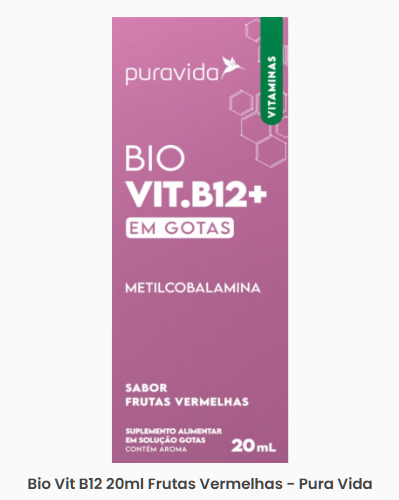 puravida
VITAMINAS
BIO
VIT.B12+
EM GOTAS
METILCOBALAMINA
SABOR
FRUTAS VERMELHAS
SUPLEMENTO ALIMENTAR
EM SOLUÇÃO GOTAS
CONTÉM AROMA
20mL
Bio Vit B12 20ml Frutas Vermelhas - Pura Vida